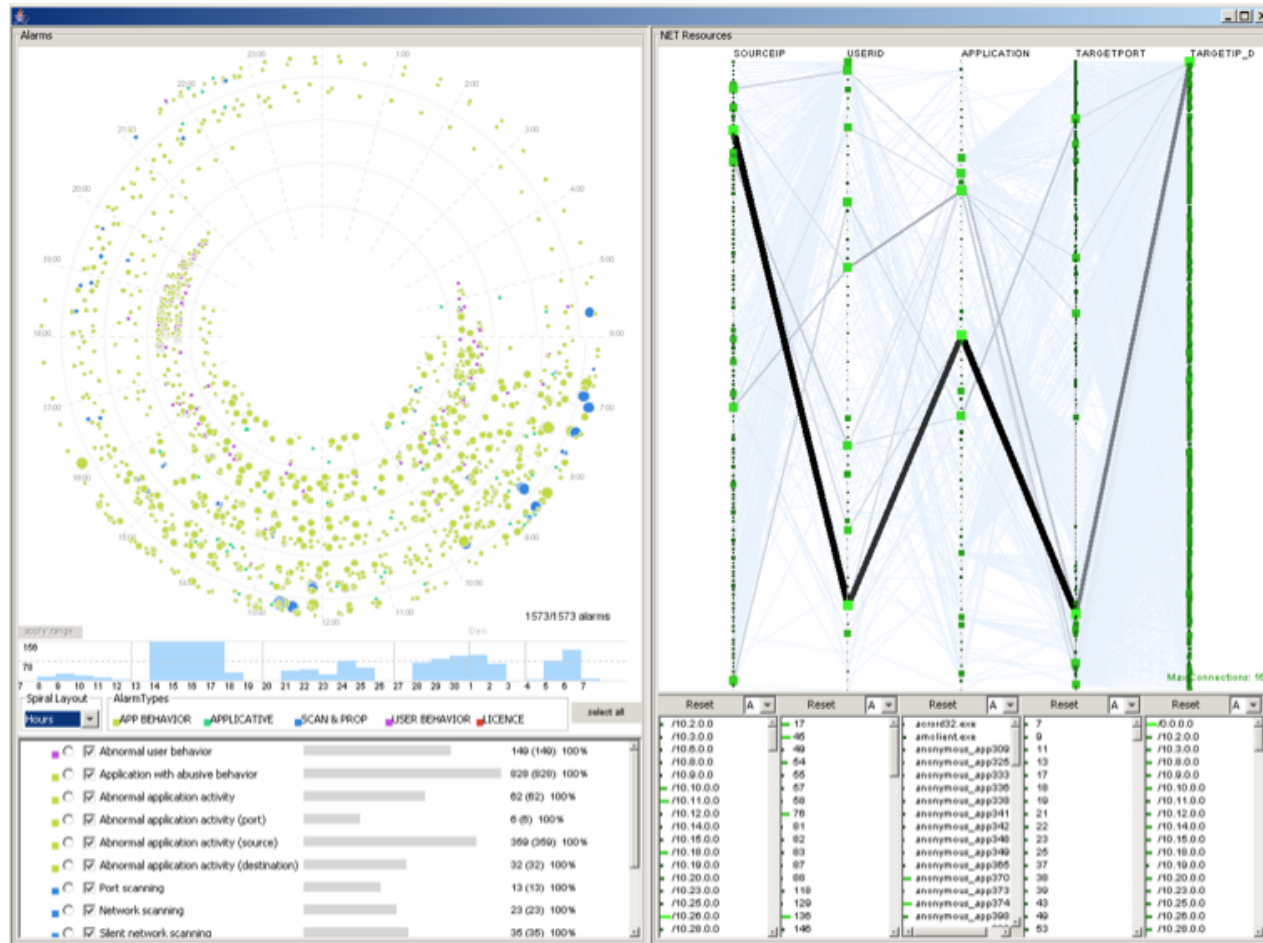 Alarms
23:00
1:00
22:00
2:00
21:00
3:00
20:00
4:00
19:00
5:00
18:00
6:00
17:00
7:00
16:00
8:00
15:00
9:00
14:00
10:00
13:00
11:00
12:00
1573/1573 alarms
apply range
Dec
156
78
7 8 9 10 11 12 13 14 15 16 17 18 19 20 21 22 23 24 25 26 27 28 29 30 1 2 3 4 5 6 7
Spiral Layout
AlarmTypes
Hours
APP BEHAVIOR APPLICATIVE SCAN & PROP USER BEHAVIOR LICENCE
select all
Abnormal user behavior 149 (149) 100%
Application with abusive behavior 828 (828) 100%
Abnormal application activity 62 (62) 100%
Abnormal application activity (port) 6 (6) 100%
Abnormal application activity (source) 369 (369) 100%
Abnormal application activity (destination) 32 (32) 100%
Port scanning 13 (13) 100%
Network scanning 23 (23) 100%
Silent network scanning 35 (35) 100%
NET Resources
SOURCEIP USERID APPLICATION TARGETPORT TARGETIP_D
Max Connections: 16
Reset A Reset A Reset A Reset A Reset A
/10.2.0.0 17 acrord32.exe 7 /0.0.0.0
/10.3.0.0 45 amclient.exe 9 /10.2.0.0
/10.6.0.0 49 anonymous_app309 11 /10.3.0.0
/10.8.0.0 54 anonymous_app325 13 /10.8.0.0
/10.9.0.0 55 anonymous_app333 17 /10.9.0.0
/10.10.0.0 57 anonymous_app336 18 /10.10.0.0
/10.11.0.0 58 anonymous_app338 19 /10.11.0.0
/10.12.0.0 76 anonymous_app341 21 /10.12.0.0
/10.14.0.0 81 anonymous_app342 22 /10.14.0.0
/10.15.0.0 82 anonymous_app348 23 /10.15.0.0
/10.18.0.0 83 anonymous_app349 25 /10.18.0.0
/10.19.0.0 87 anonymous_app365 37 /10.19.0.0
/10.20.0.0 88 anonymous_app370 38 /10.20.0.0
/10.23.0.0 118 anonymous_app373 39 /10.23.0.0
/10.25.0.0 129 anonymous_app374 43 /10.25.0.0
/10.26.0.0 136 anonymous_app398 49 /10.26.0.0
/10.28.0.0 146 53 /10.28.0.0